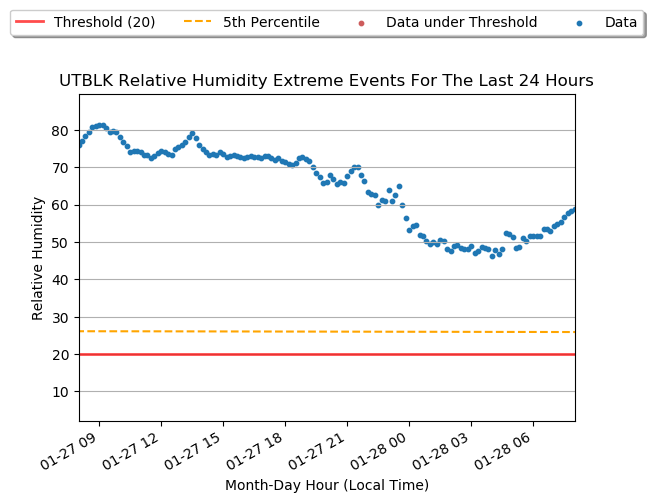 Threshold (20) 5th Percentile Data under Threshold Data
UTBLK Relative Humidity Extreme Events For The Last 24 Hours
80
70
60
50
40
30
20
10
Relative Humidity
01-27 09 01-27 12 01-27 15 01-27 18 01-27 21 01-28 00 01-28 03 01-28 06
Month-Day Hour (Local Time)